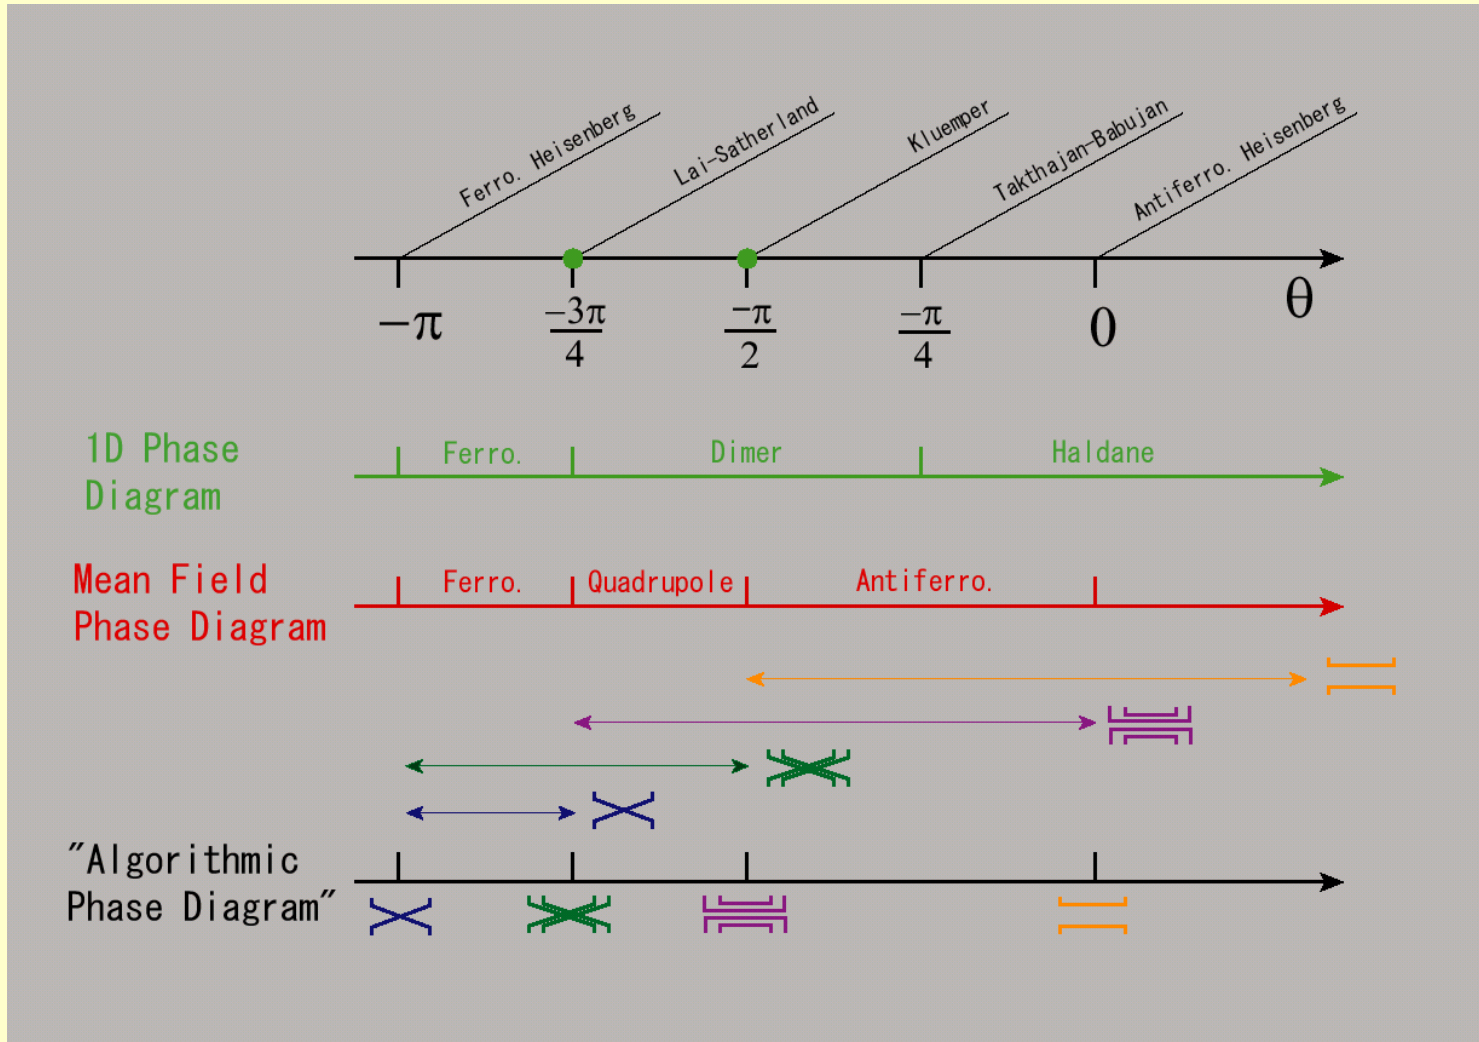 Ferro. Heisenberg
Lai-Satherland
Kluemper
Takthajan-Babujan
Antiferro. Heisenberg
−π
−3π
4
−π
2
−π
4
0
θ
1D Phase
Diagram
Ferro.
Dimer
Haldane
Mean Field
Phase Diagram
Ferro.
Quadrupole
Antiferro.
"Algorithmic
Phase Diagram"